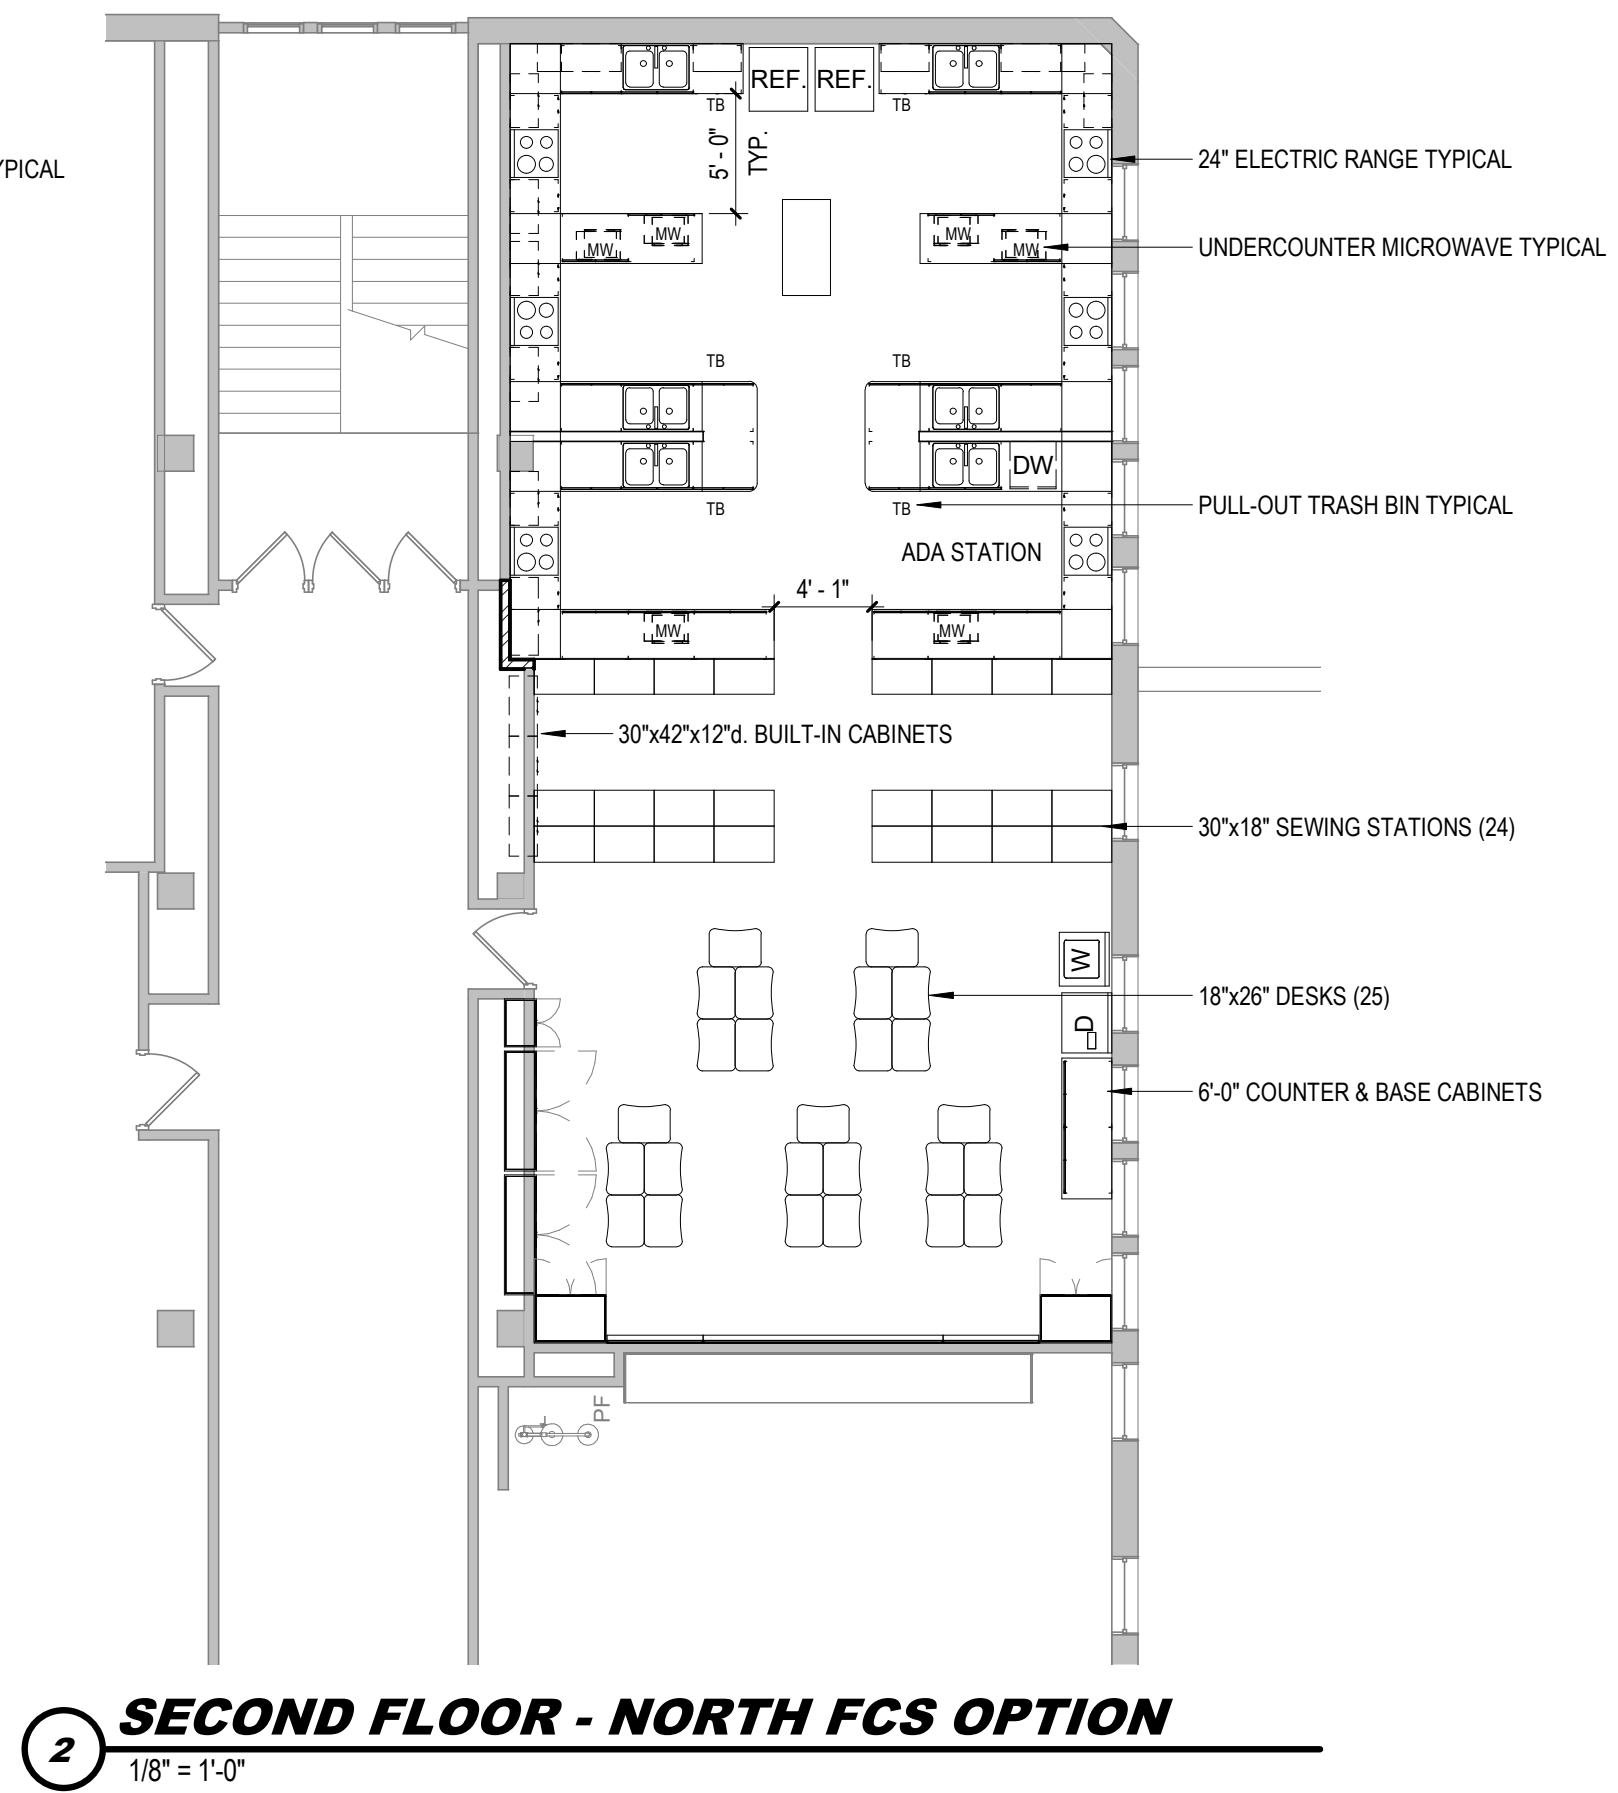 REF. REF.
TB TB
5' - 0"
TYP.
24" ELECTRIC RANGE TYPICAL
YPICAL
MW MW MW MW
UNDERCOUNTER MICROWAVE TYPICAL
TB TB
DW
TB TB
PULL-OUT TRASH BIN TYPICAL
ADA STATION
4' - 1"
MW MW
30"x42"x12"d. BUILT-IN CABINETS
30"x18" SEWING STATIONS (24)
W
18"x26" DESKS (25)
D
6'-0" COUNTER & BASE CABINETS
PF
2
SECOND FLOOR - NORTH FCS OPTION
1/8" = 1'-0"